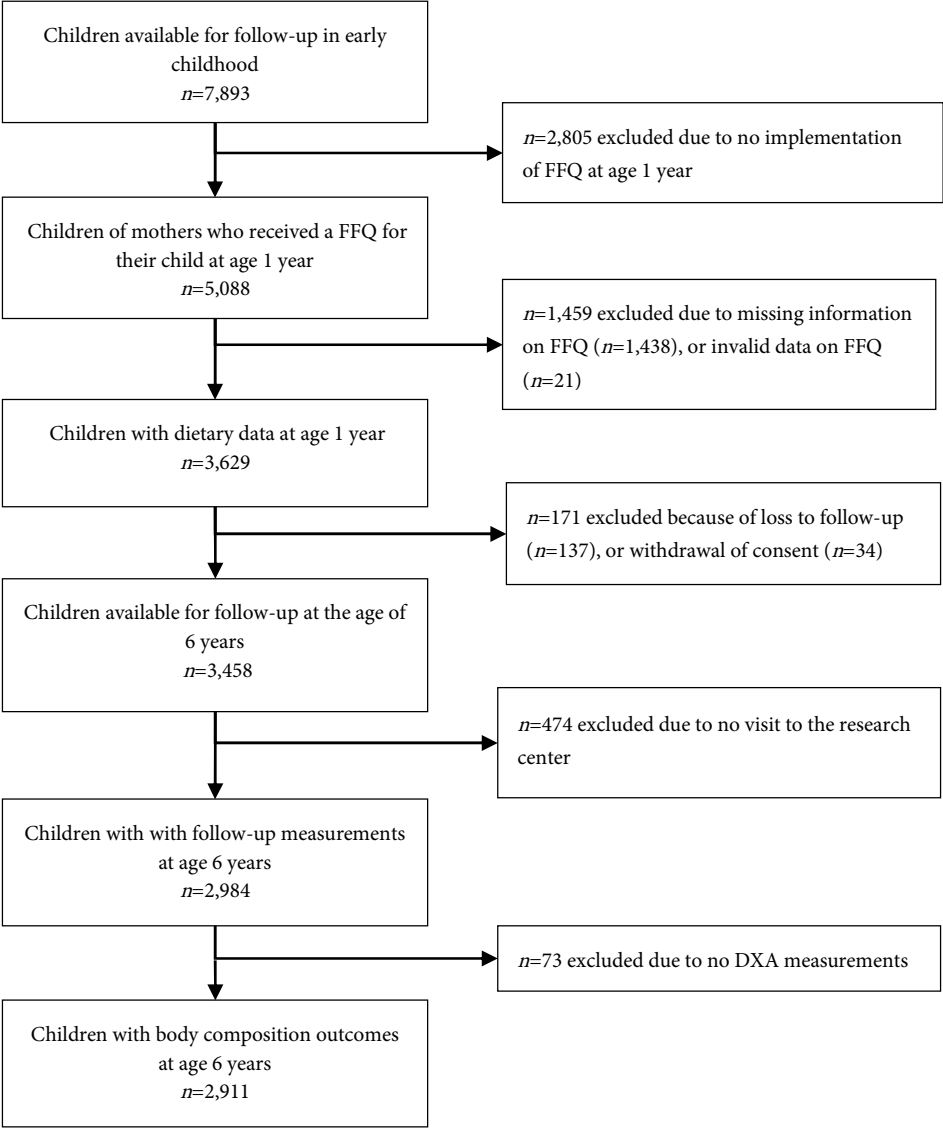 Children available for follow-up in early
childhood
n=7,893
n=2,805 excluded due to no implementation
of FFQ at age 1 year
Children of mothers who received a FFQ for
their child at age 1 year
n=5,088
n=1,459 excluded due to missing information
on FFQ (n=1,438), or invalid data on FFQ
(n=21)
Children with dietary data at age 1 year
n=3,629
n=171 excluded because of loss to follow-up
(n=137), or withdrawal of consent (n=34)
Children available for follow-up at the age of
6 years
n=3,458
n=474 excluded due to no visit to the research
center
Children with with follow-up measurements
at age 6 years
n=2,984
n=73 excluded due to no DXA measurements
Children with body composition outcomes
at age 6 years
n=2,911